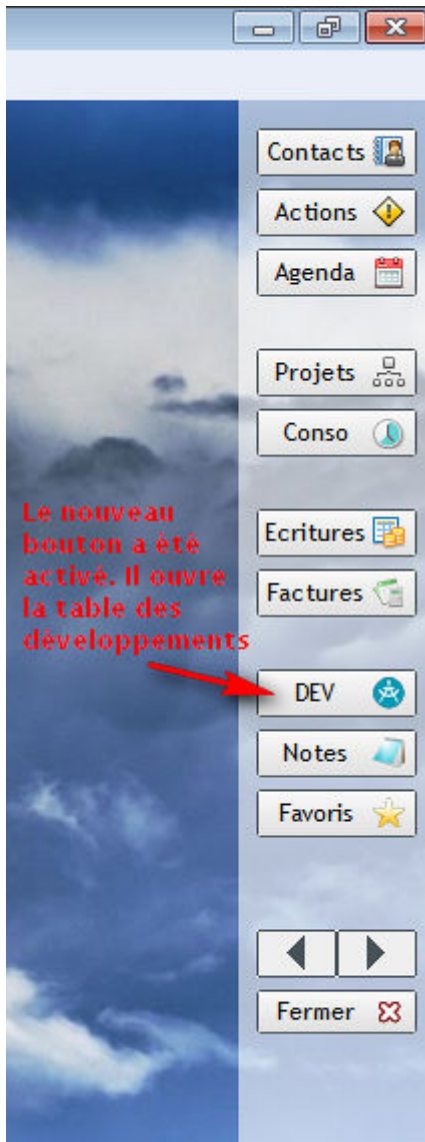 Contacts
Actions
Agenda
Projets
Conso
Le nouveau
bouton a été
activé. Il ouvre
la table des
développements
Ecritures
Factures
DEV
Notes
Favoris
Fermer